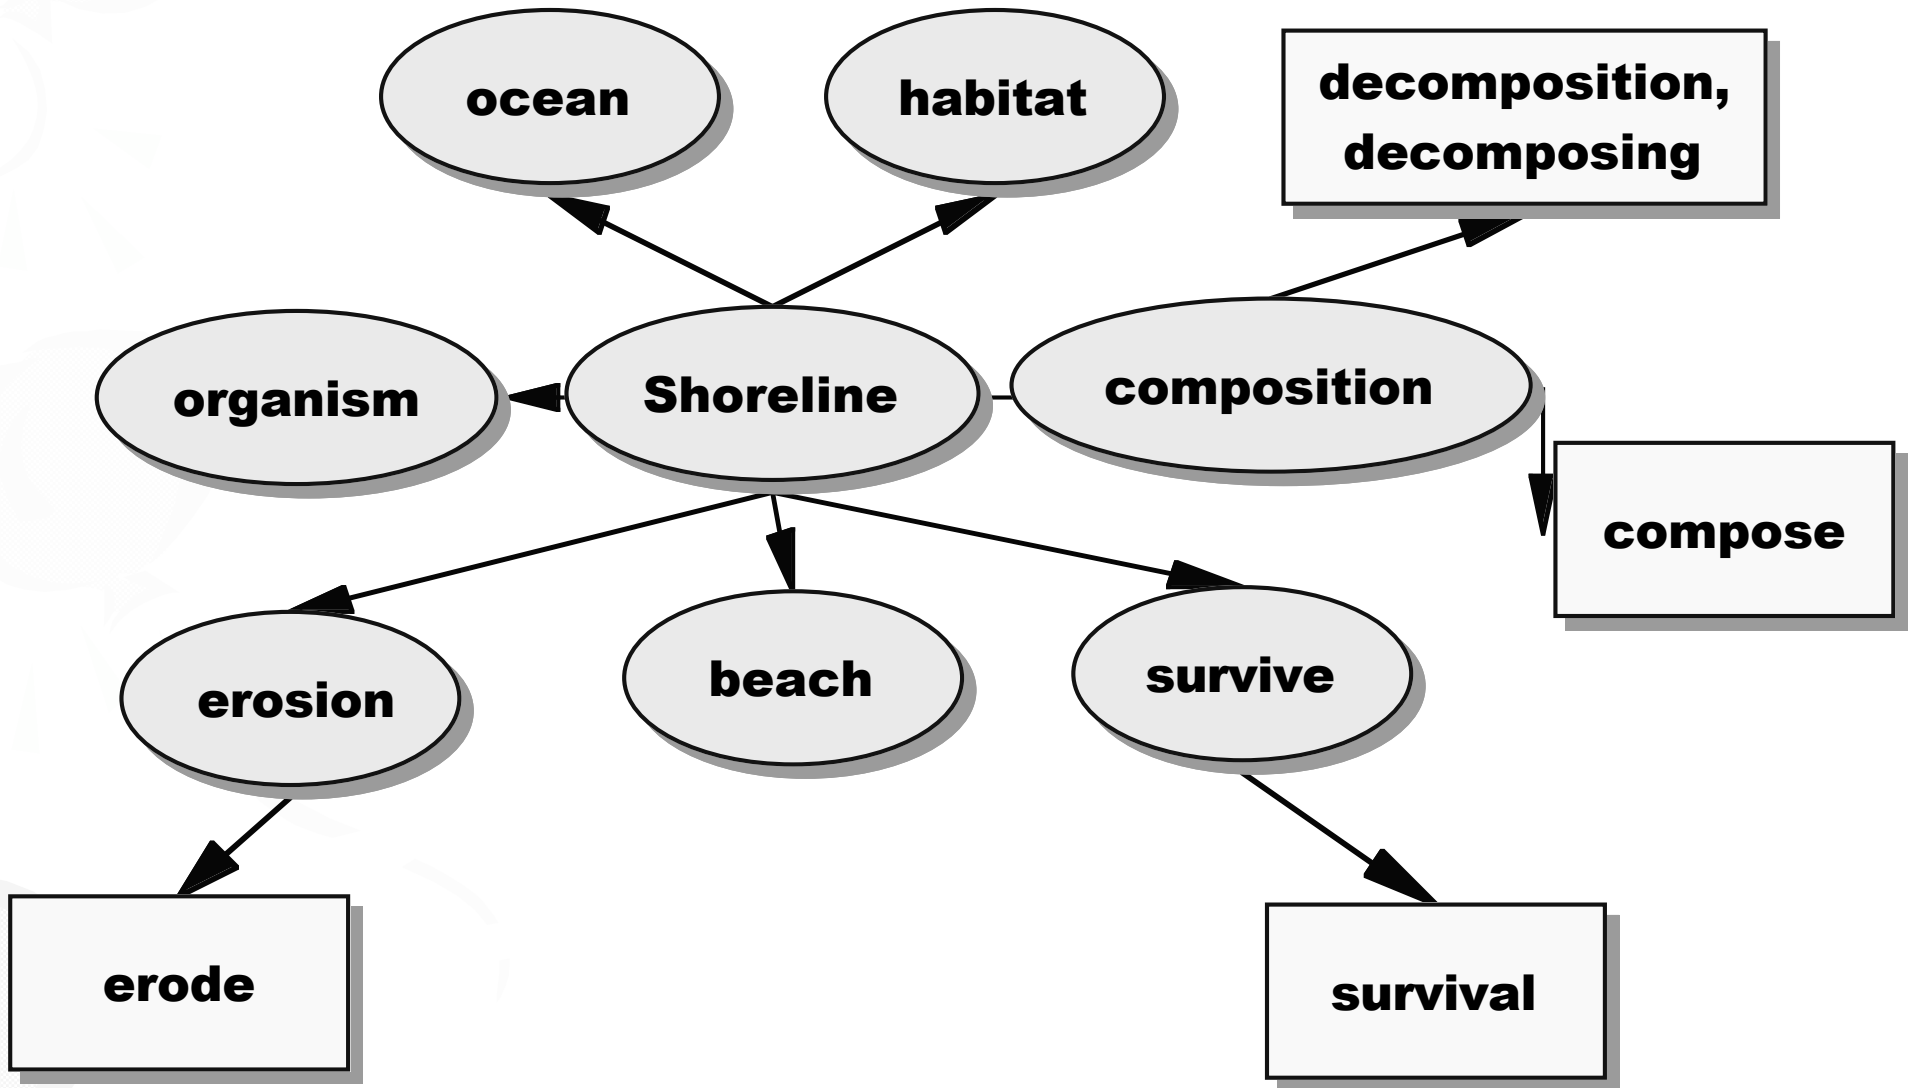 ocean
habitat
decomposition,
decomposing
organism
Shoreline
composition
compose
erosion
beach
survive
erode
survival